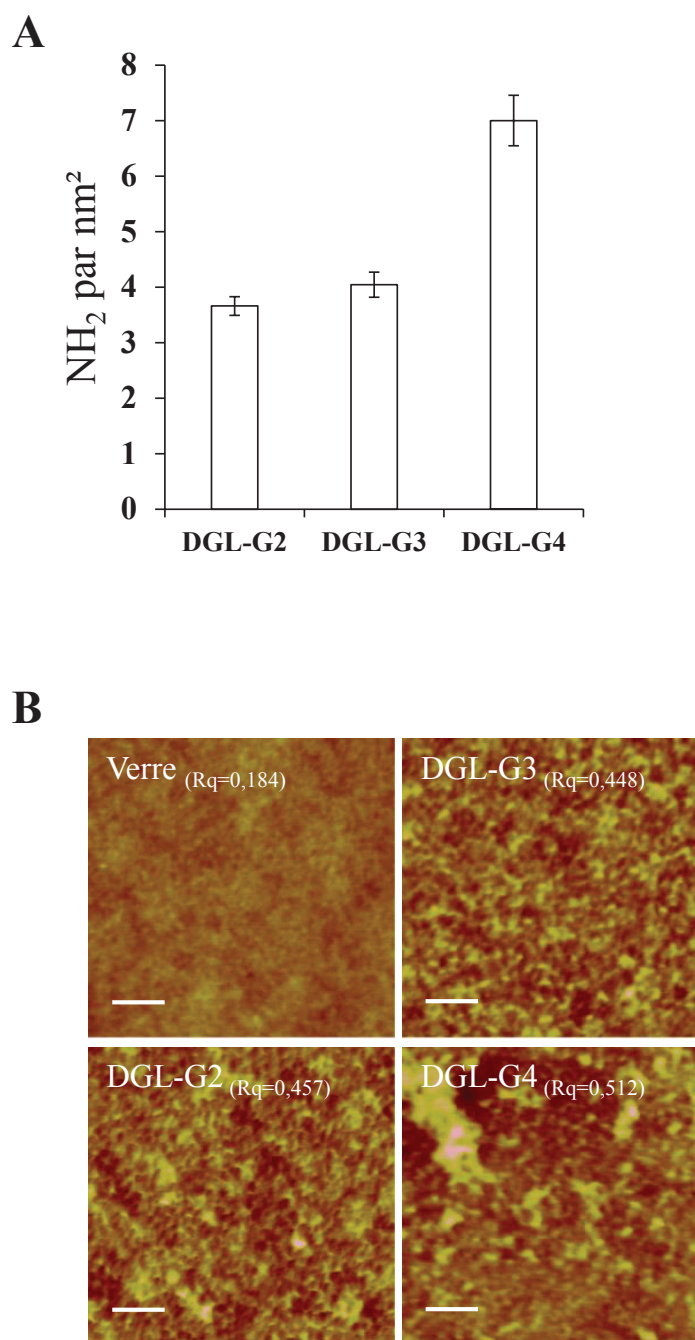 A
NH₂ par nm²
8
7
6
5
4
3
2
1
0
DGL-G2 DGL-G3 DGL-G4
B
Verre (Rq=0,184)
DGL-G3 (Rq=0,448)
DGL-G2 (Rq=0,457)
DGL-G4 (Rq=0,512)